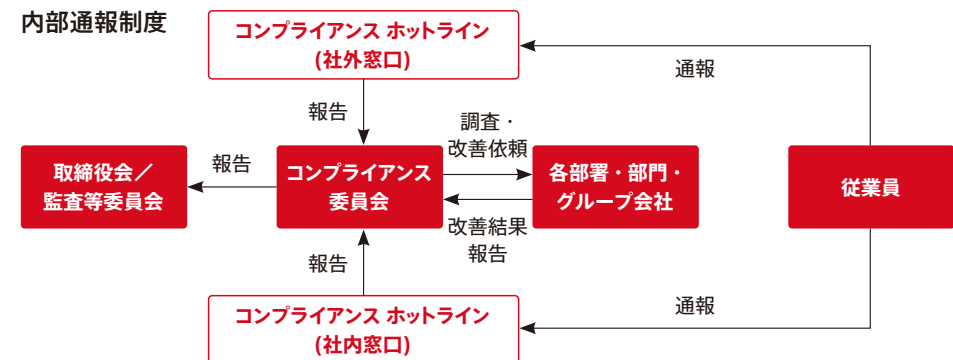 内部通報制度
コンプライアンス ホットライン
(社外窓口)
通報
報告
調査・
改善依頼
取締役会／
監査等委員会
報告
コンプライアンス
委員会
各部署・部門・
グループ会社
従業員
改善結果
報告
報告
通報
コンプライアンス ホットライン
(社内窓口)